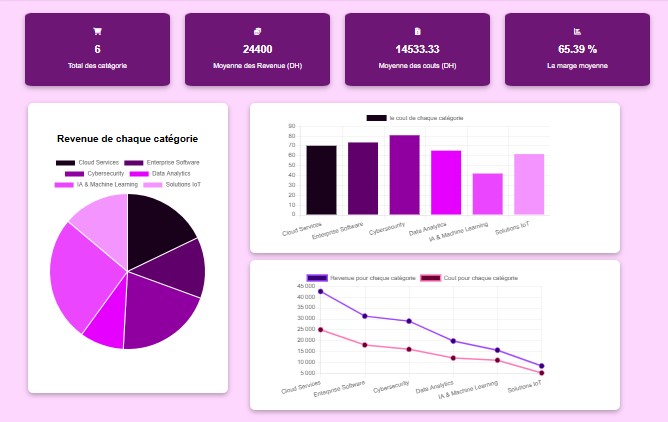 6
Total des catégorie
24400
Moyenne des Revenue (DH)
14533.33
Moyenne des couts (DH)
65.39 %
La marge moyenne
Revenue de chaque catégorie
Cloud Services Enterprise Software
Cybersecurity Data Analytics
IA & Machine Learning Solutions IoT
le cout de chaque catégorie
90
80
70
60
50
40
30
20
10
0
Cloud Services Enterprise Software Cybersecurity Data Analytics IA & Machine Learning Solutions IoT
Revenue pour chaque catégorie Cout pour chaque catégorie
45 000
40 000
35 000
30 000
25 000
20 000
15 000
10 000
5 000
Cloud Services Enterprise Software Cybersecurity Data Analytics IA & Machine Learning Solutions IoT